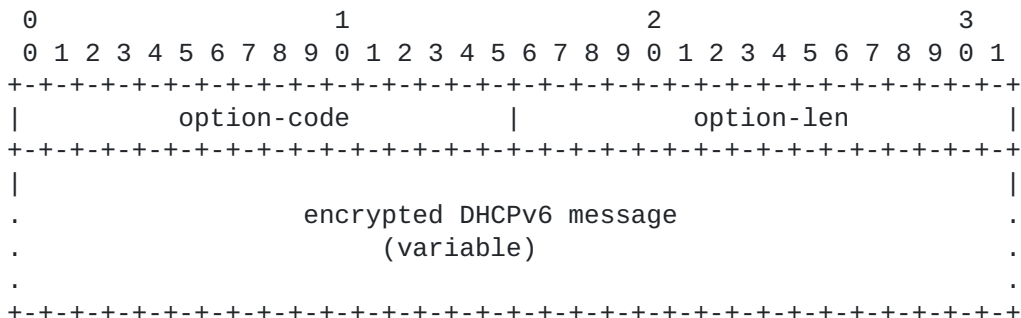 0                   1                   2                   3
 0 1 2 3 4 5 6 7 8 9 0 1 2 3 4 5 6 7 8 9 0 1 2 3 4 5 6 7 8 9 0 1
+-+-+-+-+-+-+-+-+-+-+-+-+-+-+-+-+-+-+-+-+-+-+-+-+-+-+-+-+-+-+-+-+
|          option-code          |           option-len          |
+-+-+-+-+-+-+-+-+-+-+-+-+-+-+-+-+-+-+-+-+-+-+-+-+-+-+-+-+-+-+-+-+
|                                                               |
.                  encrypted DHCPv6 message                     .
.                       (variable)                              .
.                                                               .
+-+-+-+-+-+-+-+-+-+-+-+-+-+-+-+-+-+-+-+-+-+-+-+-+-+-+-+-+-+-+-+-+